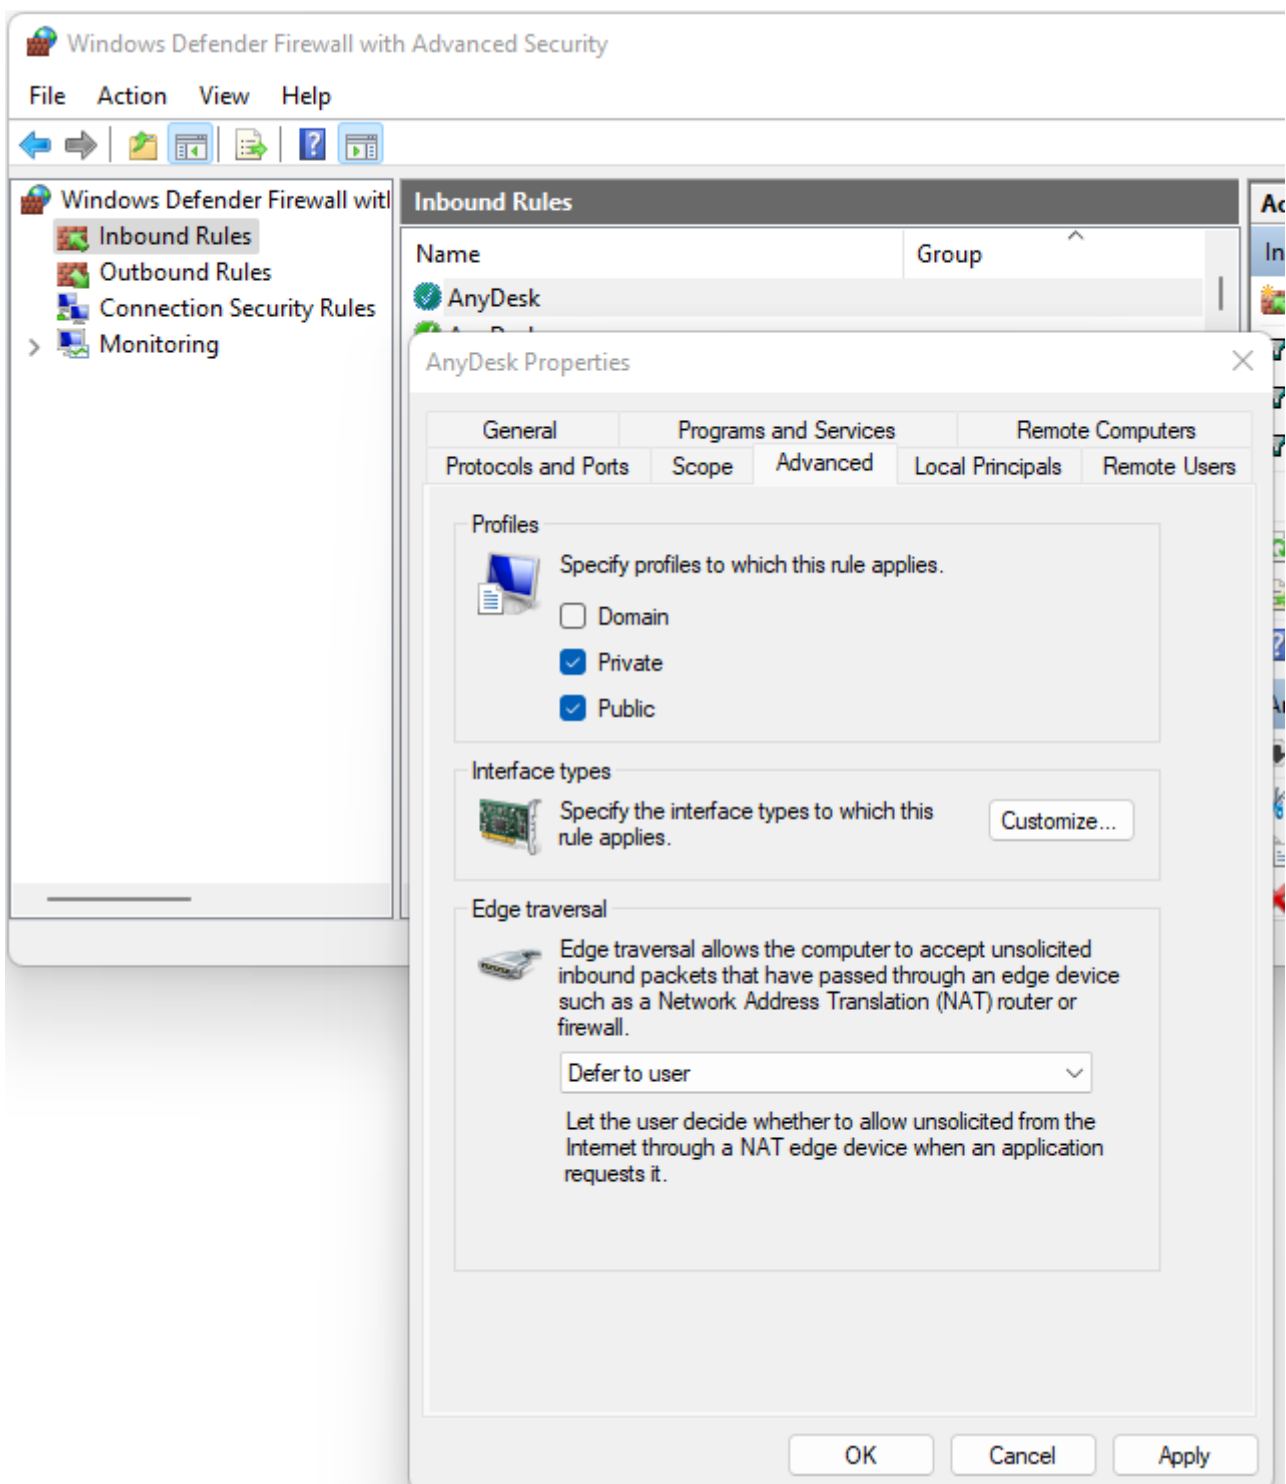 Windows Defender Firewall with Advanced Security
File Action View Help
Windows Defender Firewall witl
Inbound Rules
Outbound Rules
Connection Security Rules
Monitoring
Inbound Rules
Name Group
AnyDesk
Ac
In
AnyDesk Properties
General Programs and Services Remote Computers
Protocols and Ports Scope Advanced Local Principals Remote Users
Profiles
Specify profiles to which this rule applies.
Domain
Private
Public
Interface types
Specify the interface types to which this
rule applies.
Customize...
Edge traversal
Edge traversal allows the computer to accept unsolicited
inbound packets that have passed through an edge device
such as a Network Address Translation (NAT) router or
firewall.
Defer to user
Let the user decide whether to allow unsolicited from the
Internet through a NAT edge device when an application
requests it.
OK Cancel Apply